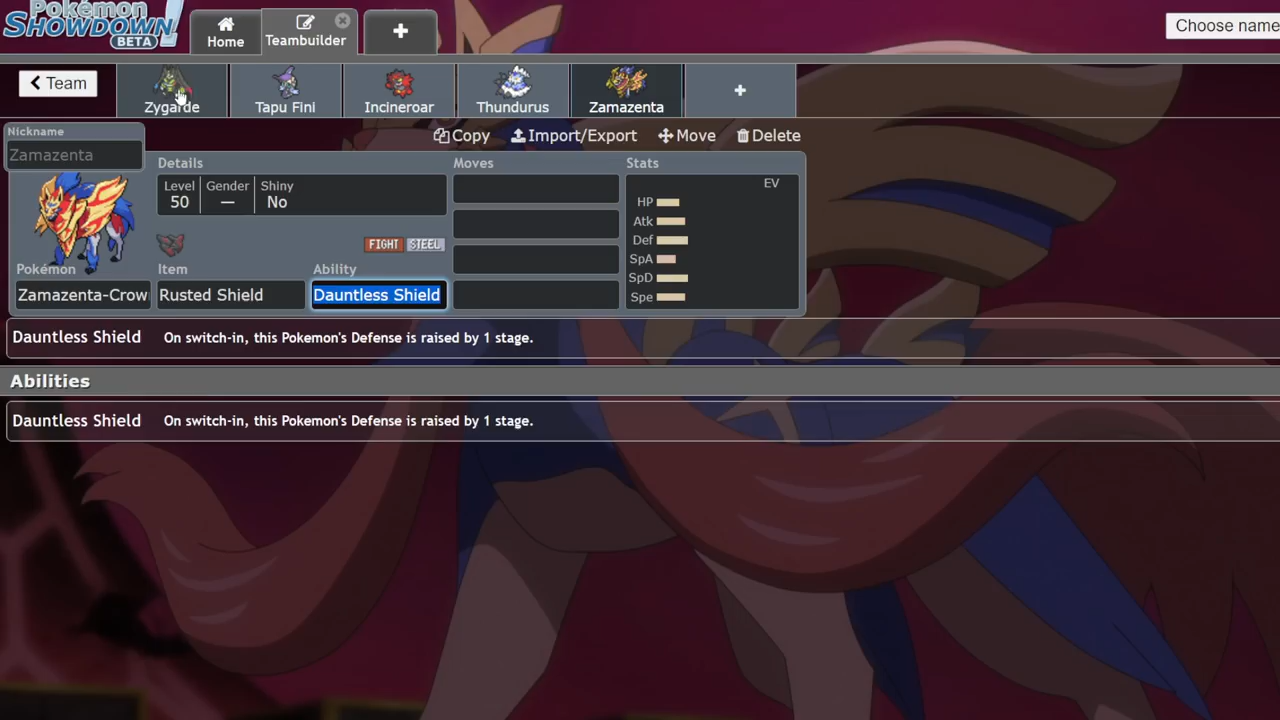 Pokémon
SHOWDOWN!
BETA
Home
Teambuilder
Choose name
Team
Zygarde
Tapu Fini
Incineroar
Thundurus
Zamazenta
Nickname
Zamazenta
Copy
Import/Export
Move
Delete
Details
Moves
Stats
Level
Gender
Shiny
50
—
No
EV
HP
Atk
Def
SpA
SpD
Spe
FIGHT
STEEL
Pokémon
Item
Ability
Zamazenta-Crow
Rusted Shield
Dauntless Shield
Dauntless Shield On switch-in, this Pokemon's Defense is raised by 1 stage.
Abilities
Dauntless Shield On switch-in, this Pokemon's Defense is raised by 1 stage.